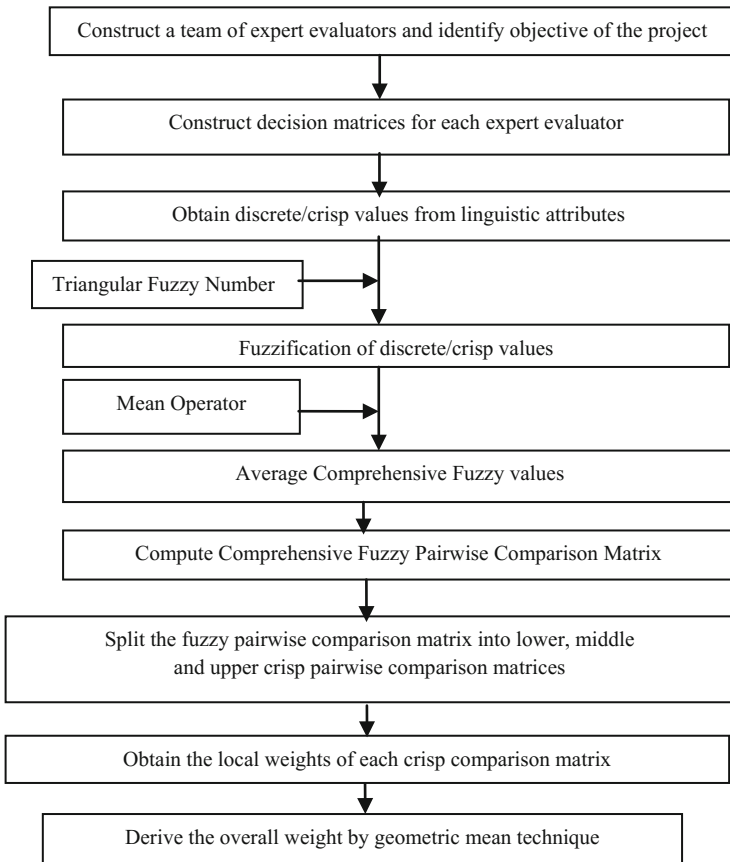 Construct a team of expert evaluators and identify objective of the project
Construct decision matrices for each expert evaluator
Obtain discrete/crisp values from linguistic attributes
Triangular Fuzzy Number
Fuzzification of discrete/crisp values
Mean Operator
Average Comprehensive Fuzzy values
Compute Comprehensive Fuzzy Pairwise Comparison Matrix
Split the fuzzy pairwise comparison matrix into lower, middle
and upper crisp pairwise comparison matrices
Obtain the local weights of each crisp comparison matrix
Derive the overall weight by geometric mean technique